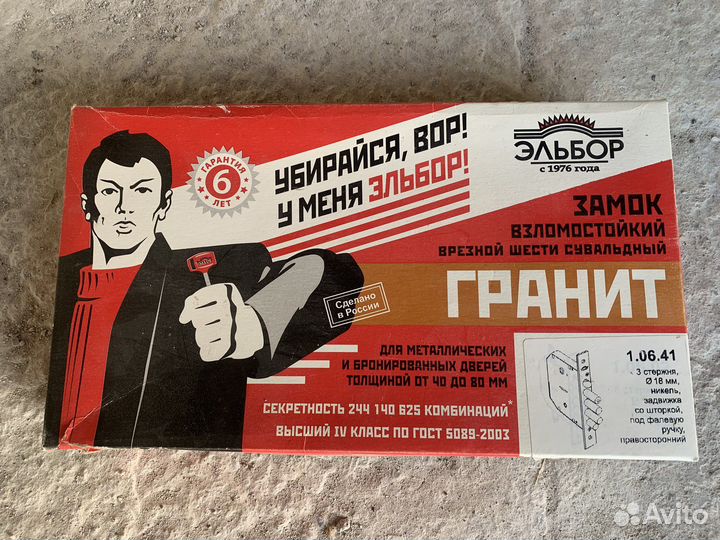 ГАРАНТИЯ
6
ЛЕТ
УБИРАЙСЯ, ВОР!
У МЕНЯ ЭЛЬБОР!
ЭЛЬБОР
с 1976 года
ЗАМОК
ВЗЛОМОСТОЙКИЙ
ВРЕЗНОЙ ШЕСТИ СУВАЛЬДНЫЙ
ГРАНИТ
Сделано
в России
ДЛЯ МЕТАЛЛИЧЕСКИХ
И БРОНИРОВАННЫХ ДВЕРЕЙ
ТОЛЩИНОЙ ОТ 40 ДО 80 ММ
СЕКРЕТНОСТЬ 244 140 625 КОМБИНАЦИЙ*
ВЫСШИЙ IV КЛАСС ПО ГОСТ 5089-2003
1.06.41
3 стержня,
Ø 18 мм,
никель,
задвижка
со шторкой,
под фалевую
ручку,
правосторонний
Avito